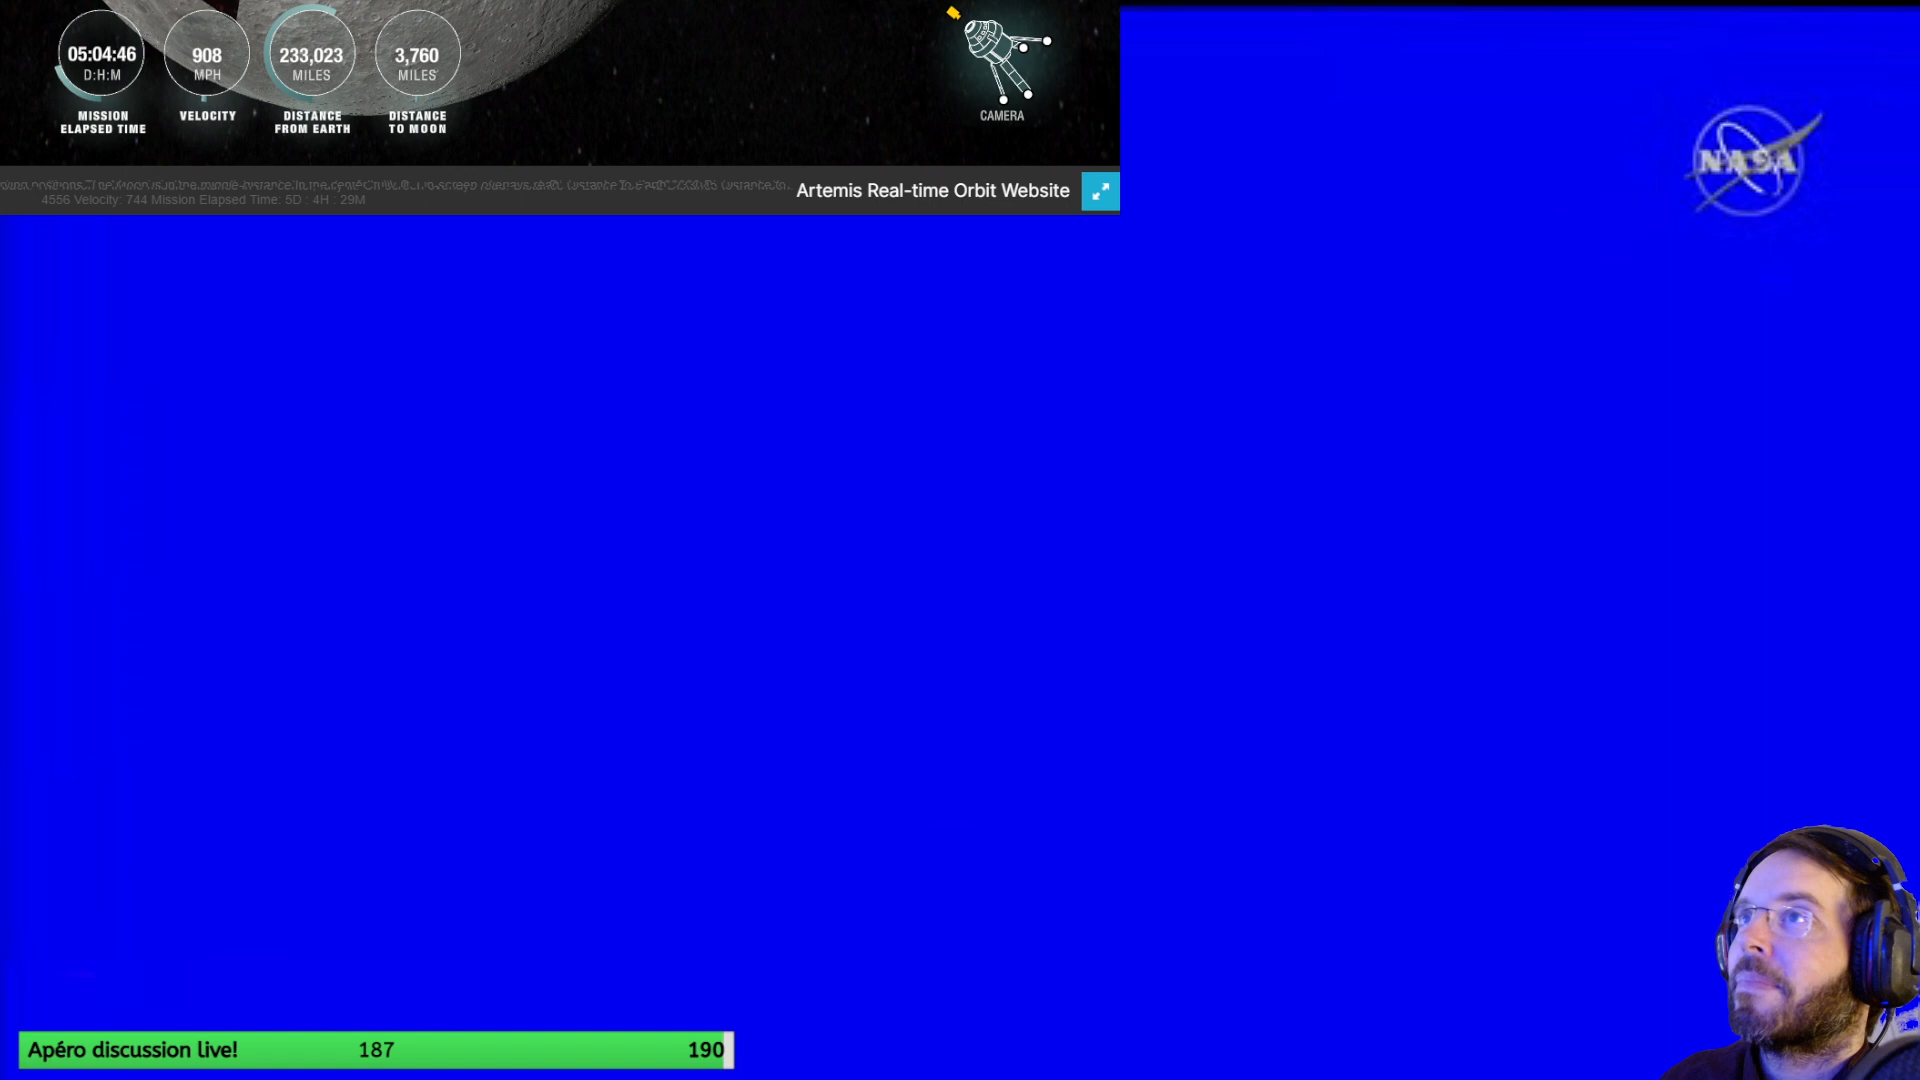 05:04:46
D:H:M
MISSION
ELAPSED TIME
908
MPH
VELOCITY
233,023
MILES
DISTANCE
FROM EARTH
3,760
MILES
DISTANCE
TO MOON
CAMERA
4556 Velocity: 744 Mission Elapsed Time: 5D : 4H : 29M
Artemis Real-time Orbit Website
NASA
Apéro discussion live! 187 190